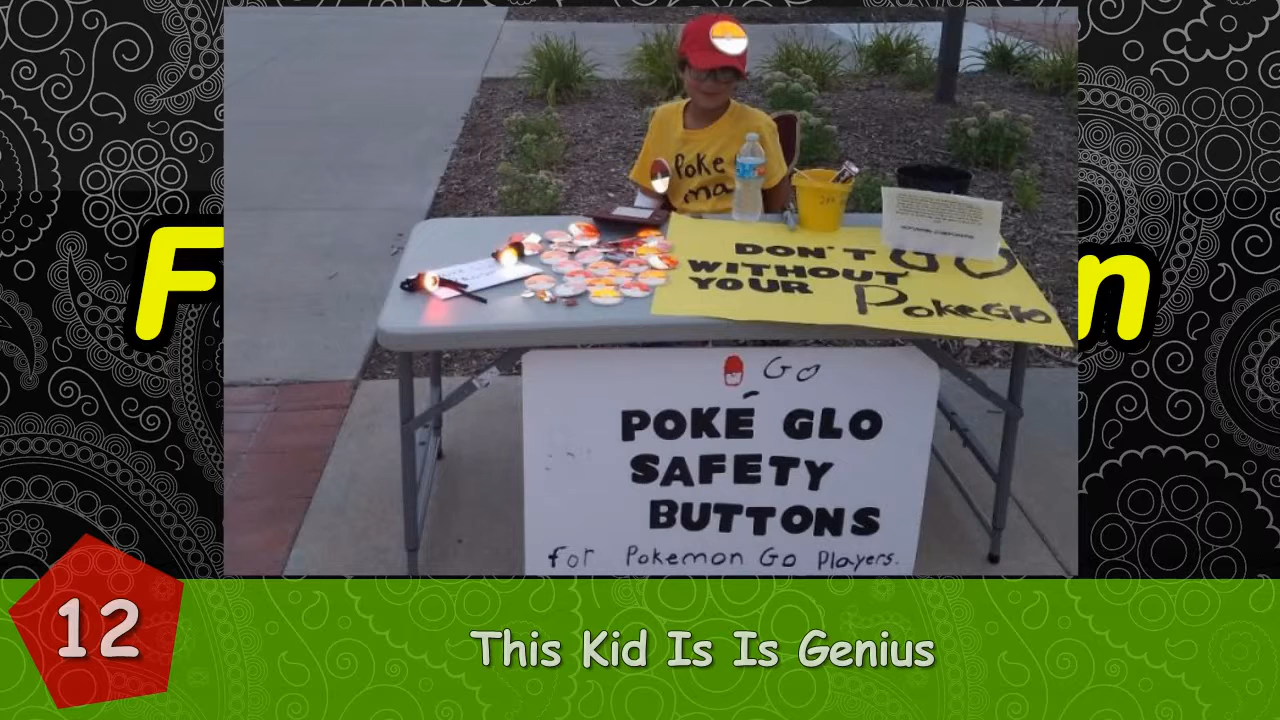 F n
Poke
ma
DON'T GO
WITHOUT
YOUR PokeGlo
Go
POKÉ GLO
SAFETY
BUTTONS
for Pokemon Go Players.
12
This Kid Is Is Genius